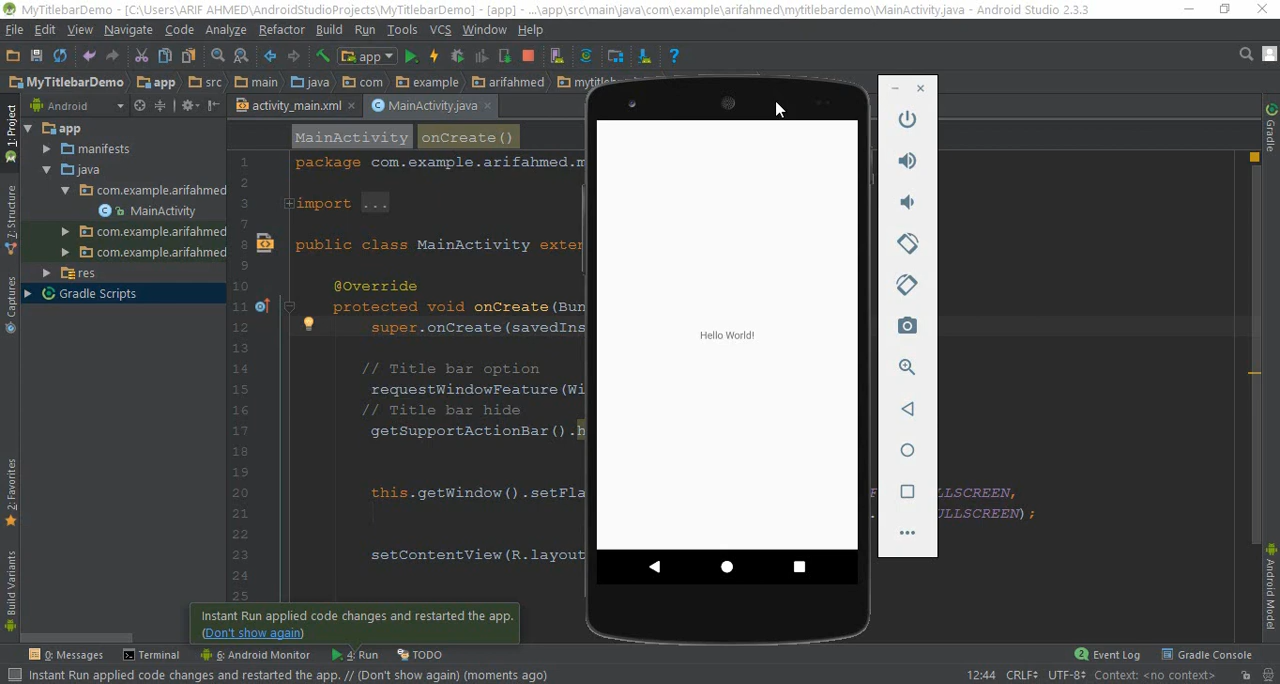 MyTitlebarDemo - [C:\Users\ARIF AHMED\AndroidStudioProjects\MyTitlebarDemo] - [app] - ...\app\src\main\java\com\example\arifahmed\mytitlebardemo\MainActivity.java - Android Studio 2.3.3
File Edit View Navigate Code Analyze Refactor Build Run Tools VCS Window Help
app
MyTitlebarDemo app src main java com example arifahmed mytitleb
Android activity_main.xml MainActivity.java
MainActivity onCreate()
1: Project
7: Structure
Captures
2: Favorites
Build Variants
Gradle
Android Model
app
manifests
java
com.example.arifahmed
MainActivity
com.example.arifahmed
com.example.arifahmed
res
Gradle Scripts
1 package com.example.arifahmed.m
2
3 import ...
7
8 public class MainActivity exten
9
10 @Override
11 protected void onCreate(Bun
12 super.onCreate(savedIns
13
14 // Title bar option
15 requestWindowFeature(Wi
16 // Title bar hide
17 getSupportActionBar().h
18
19
20 this.getWindow().setFla LLSCREEN,
21 ULLSCREEN);
22
23 setContentView(R.layout
24
25
Hello World!
Instant Run applied code changes and restarted the app.
(Don't show again)
0: Messages Terminal 6: Android Monitor 4: Run TODO 2 Event Log Gradle Console
Instant Run applied code changes and restarted the app. // (Don't show again) (moments ago) 12:44 CRLF UTF-8 Context: <no context>